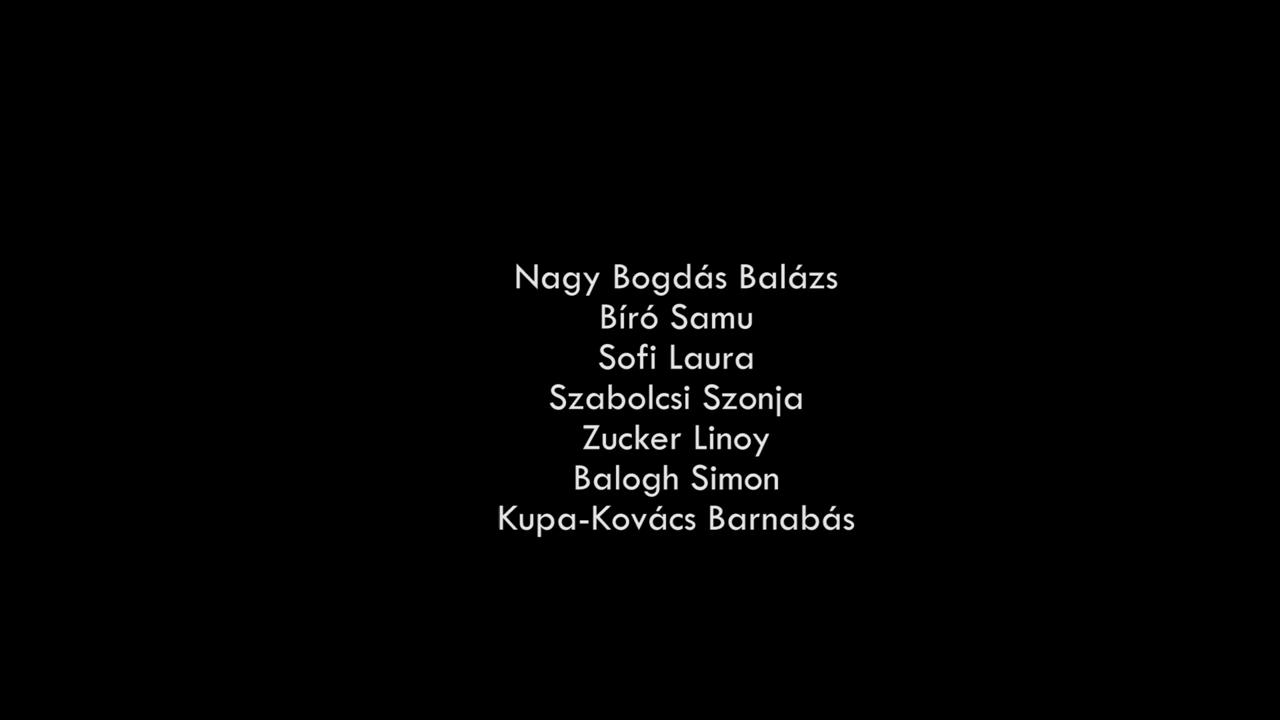 Nagy Bogdás Balázs
Bíró Samu
Sofi Laura
Szabolcsi Szonja
Zucker Linoy
Balogh Simon
Kupa-Kovács Barnabás